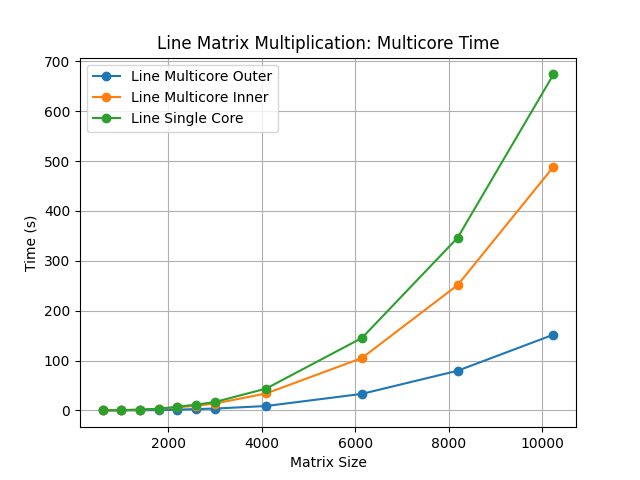 Line Matrix Multiplication: Multicore Time
Line Multicore Outer
Line Multicore Inner
Line Single Core
Time (s)
700
600
500
400
300
200
100
0
2000
4000
6000
8000
10000
Matrix Size